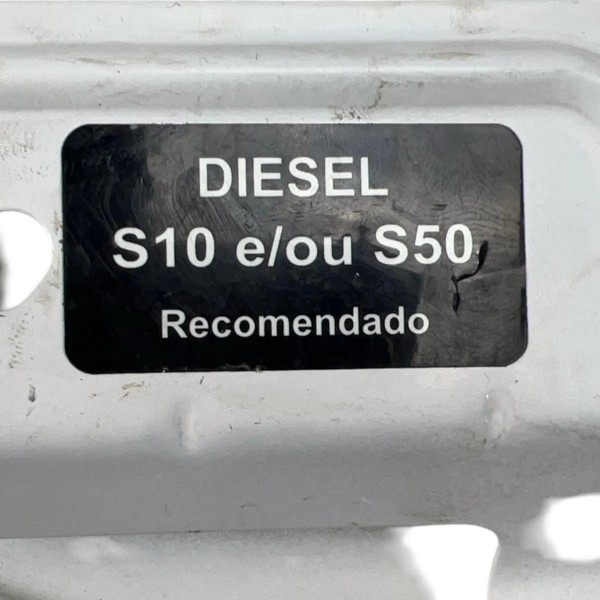 DIESEL
S10 e/ou S50
Recomendado